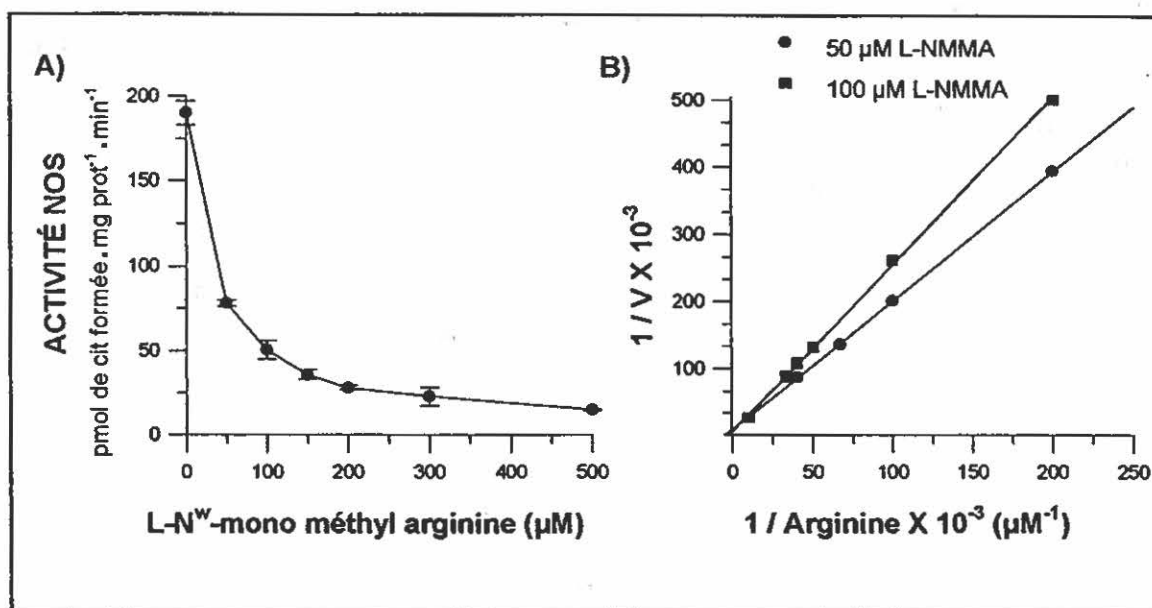 A)
ACTIVITÉ NOS
pmol de cit formée.mg prot⁻¹.min⁻¹
200
150
100
50
0
0 100 200 300 400 500
L-Nᵂ-mono méthyl arginine (µM)
B)
50 µM L-NMMA
100 µM L-NMMA
1 / V X 10⁻³
500
400
300
200
100
0 50 100 150 200 250
1 / Arginine X 10⁻³ (µM⁻¹)